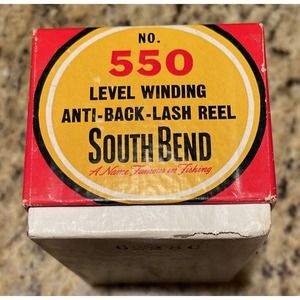 NO.
550
LEVEL WINDING
ANTI-BACK-LASH REEL
SOUTH BEND
A Name Famous in Fishing